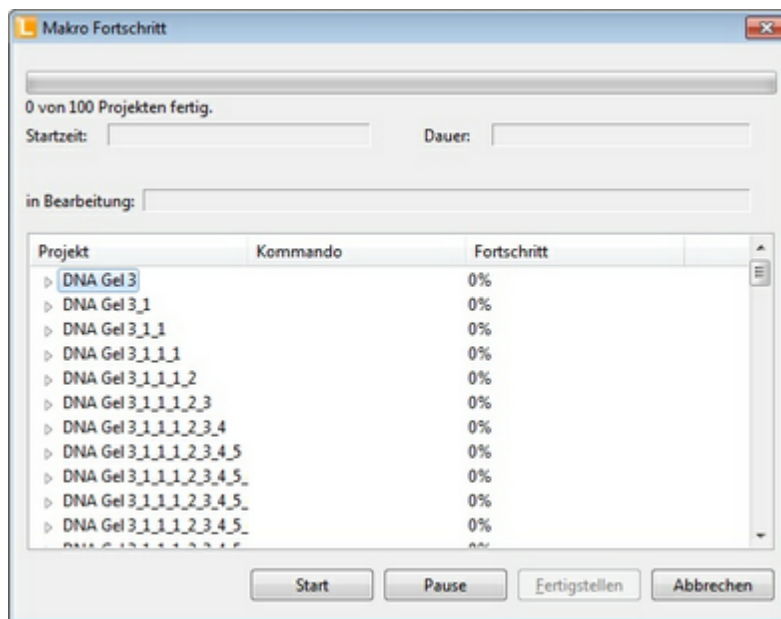 Makro Fortschritt
0 von 100 Projekten fertig.
Startzeit: Dauer:
in Bearbeitung:
Projekt Kommando Fortschritt
DNA Gel 3 0%
DNA Gel 3_1 0%
DNA Gel 3_1_1 0%
DNA Gel 3_1_1_1 0%
DNA Gel 3_1_1_1_2 0%
DNA Gel 3_1_1_1_2_3 0%
DNA Gel 3_1_1_1_2_3_4 0%
DNA Gel 3_1_1_1_2_3_4_5 0%
DNA Gel 3_1_1_1_2_3_4_5_ 0%
DNA Gel 3_1_1_1_2_3_4_5_ 0%
DNA Gel 3_1_1_1_2_3_4_5_ 0%
Start Pause Fertigstellen Abbrechen